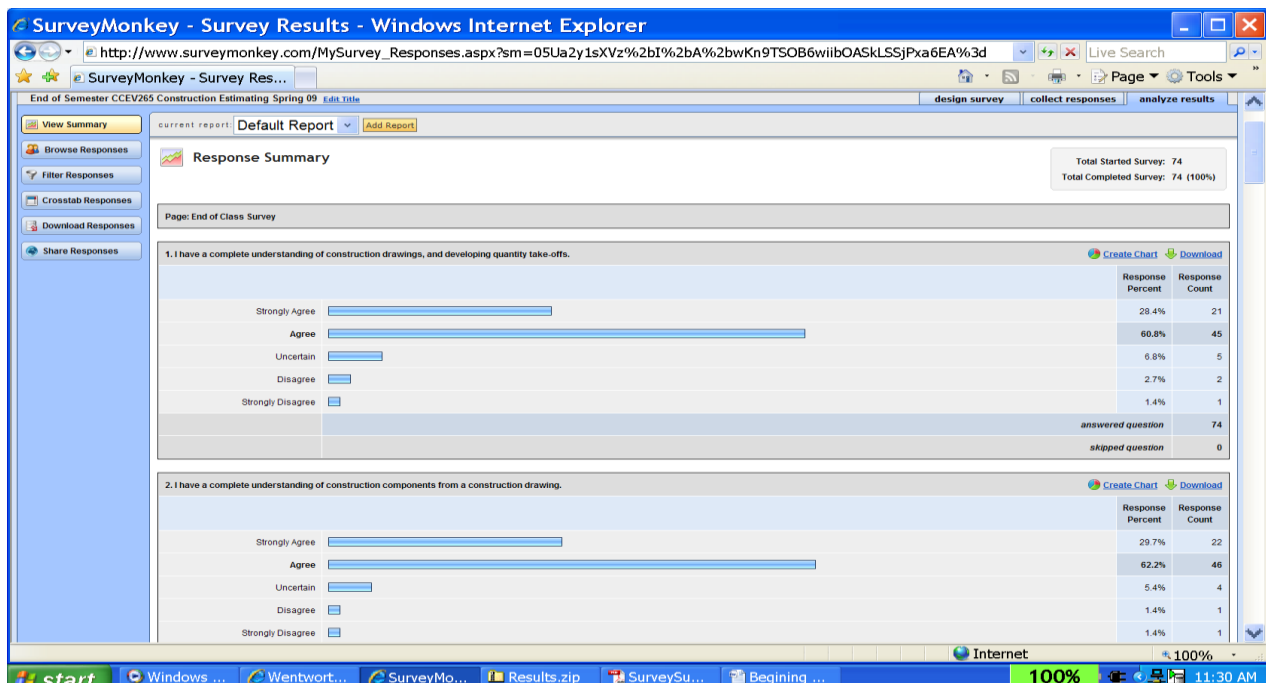 SurveyMonkey - Survey Results - Windows Internet Explorer
http://www.surveymonkey.com/MySurvey_Responses.aspx?sm=05Ua2y1sXVz%2bI%2bA%2bwKn9TSOB6wiibOASkLSSjPxa6EA%3d Live Search
SurveyMonkey - Survey Res... Page Tools
End of Semester CCEV265 Construction Estimating Spring 09 Edit Title design survey collect responses analyze results
View Summary
Browse Responses
Filter Responses
Crosstab Responses
Download Responses
Share Responses
current report: Default Report Add Report
Response Summary
Total Started Survey: 74
Total Completed Survey: 74 (100%)
Page: End of Class Survey
1. I have a complete understanding of construction drawings, and developing quantity take-offs. Create Chart Download
Response Percent Response Count
Strongly Agree 28.4% 21
Agree 60.8% 45
Uncertain 6.8% 5
Disagree 2.7% 2
Strongly Disagree 1.4% 1
answered question 74
skipped question 0
2. I have a complete understanding of construction components from a construction drawing. Create Chart Download
Response Percent Response Count
Strongly Agree 29.7% 22
Agree 62.2% 46
Uncertain 5.4% 4
Disagree 1.4% 1
Strongly Disagree 1.4% 1
Internet 100%
start Windows ... Wentwort... SurveyMo... Results.zip SurveySu... Begining ... 100% 11:30 AM